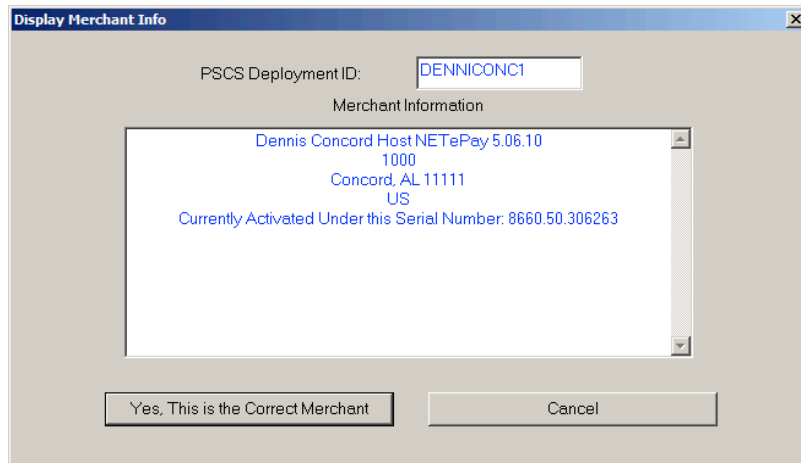 Display Merchant Info
PSCS Deployment ID: DENNICONC1
Merchant Information
Dennis Concord Host NETePay 5.06.10
1000
Concord, AL 11111
US
Currently Activated Under this Serial Number: 8660.50.306263
Yes, This is the Correct Merchant Cancel